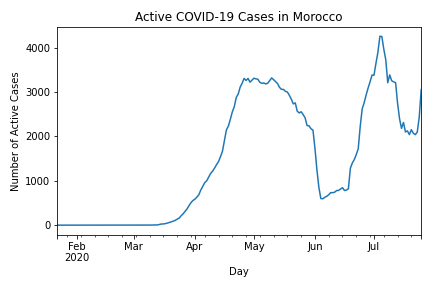 Active COVID-19 Cases in Morocco
Number of Active Cases
4000
3000
2000
1000
0
Feb Mar Apr May Jun Jul
2020
Day